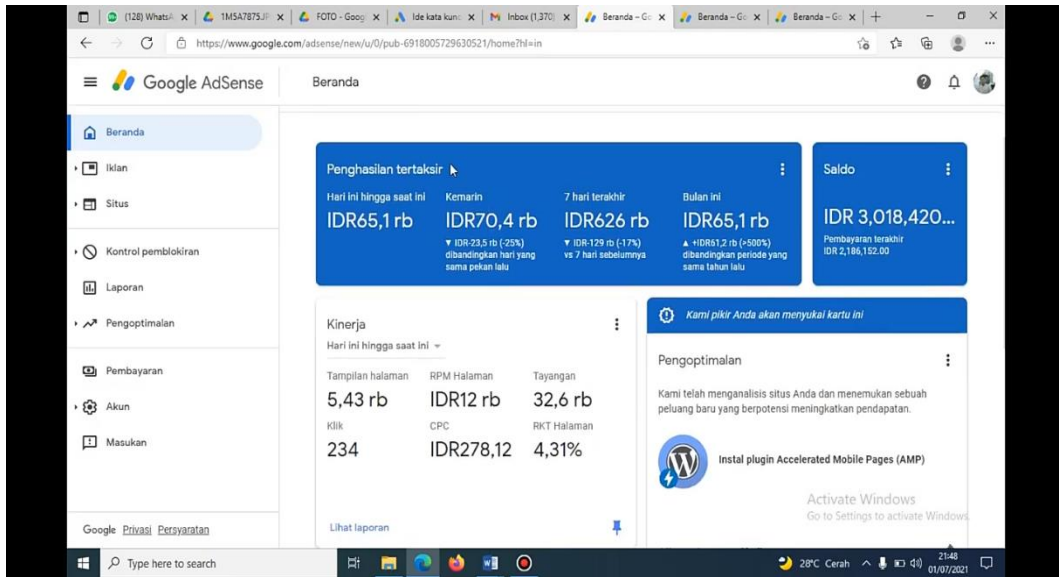 (128) WhatsA
1M5A7875.JP
FOTO - Goog
Ide kata kunc
Inbox (1,370)
Beranda - Go
Beranda - Go
Beranda - Go
https://www.google.com/adsense/new/u/0/pub-6918005729630521/home?hl=in
Google AdSense
Beranda
Beranda
Iklan
Situs
Kontrol pemblokiran
Laporan
Pengoptimalan
Pembayaran
Akun
Masukan
Google Privasi Persyaratan
Penghasilan tertaksir
Hari ini hingga saat ini
IDR65,1 rb
Kemarin
IDR70,4 rb
▼ IDR-23,5 rb (-25%)
dibandingkan hari yang
sama pekan lalu
7 hari terakhir
IDR626 rb
▼ IDR-129 rb (-17%)
vs 7 hari sebelumnya
Bulan ini
IDR65,1 rb
▲ +IDR61,2 rb (>500%)
dibandingkan periode yang
sama tahun lalu
Saldo
IDR 3,018,420...
Pembayaran terakhir
IDR 2,186,152.00
Kinerja
Hari ini hingga saat ini
Tampilan halaman
5,43 rb
RPM Halaman
IDR12 rb
Tayangan
32,6 rb
Klik
234
CPC
IDR278,12
RKT Halaman
4,31%
Lihat laporan
Kami pikir Anda akan menyukai kartu ini
Pengoptimalan
Kami telah menganalisis situs Anda dan menemukan sebuah
peluang baru yang berpotensi meningkatkan pendapatan.
Instal plugin Accelerated Mobile Pages (AMP)
Activate Windows
Go to Settings to activate Windows.
Type here to search
28°C Cerah
21:48
01/07/2021